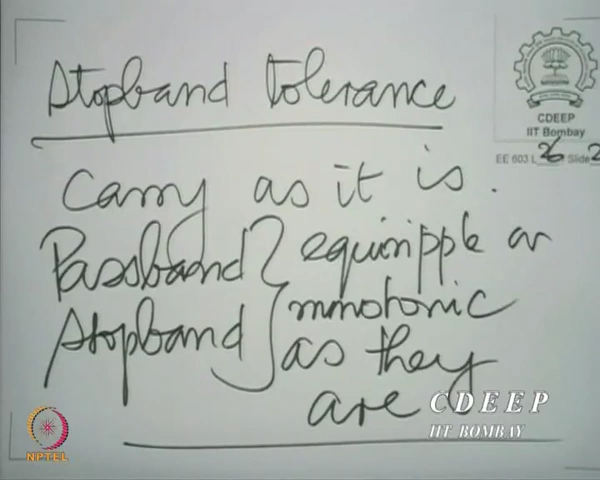 Stopband tolerance
CDEEP
IIT Bombay
EE 603 L 26 Slide 2
Carry as it is.
Passband } equiripple or
Stopband } monotonic
as they
are
CDEEP
IIT BOMBAY
NPTEL